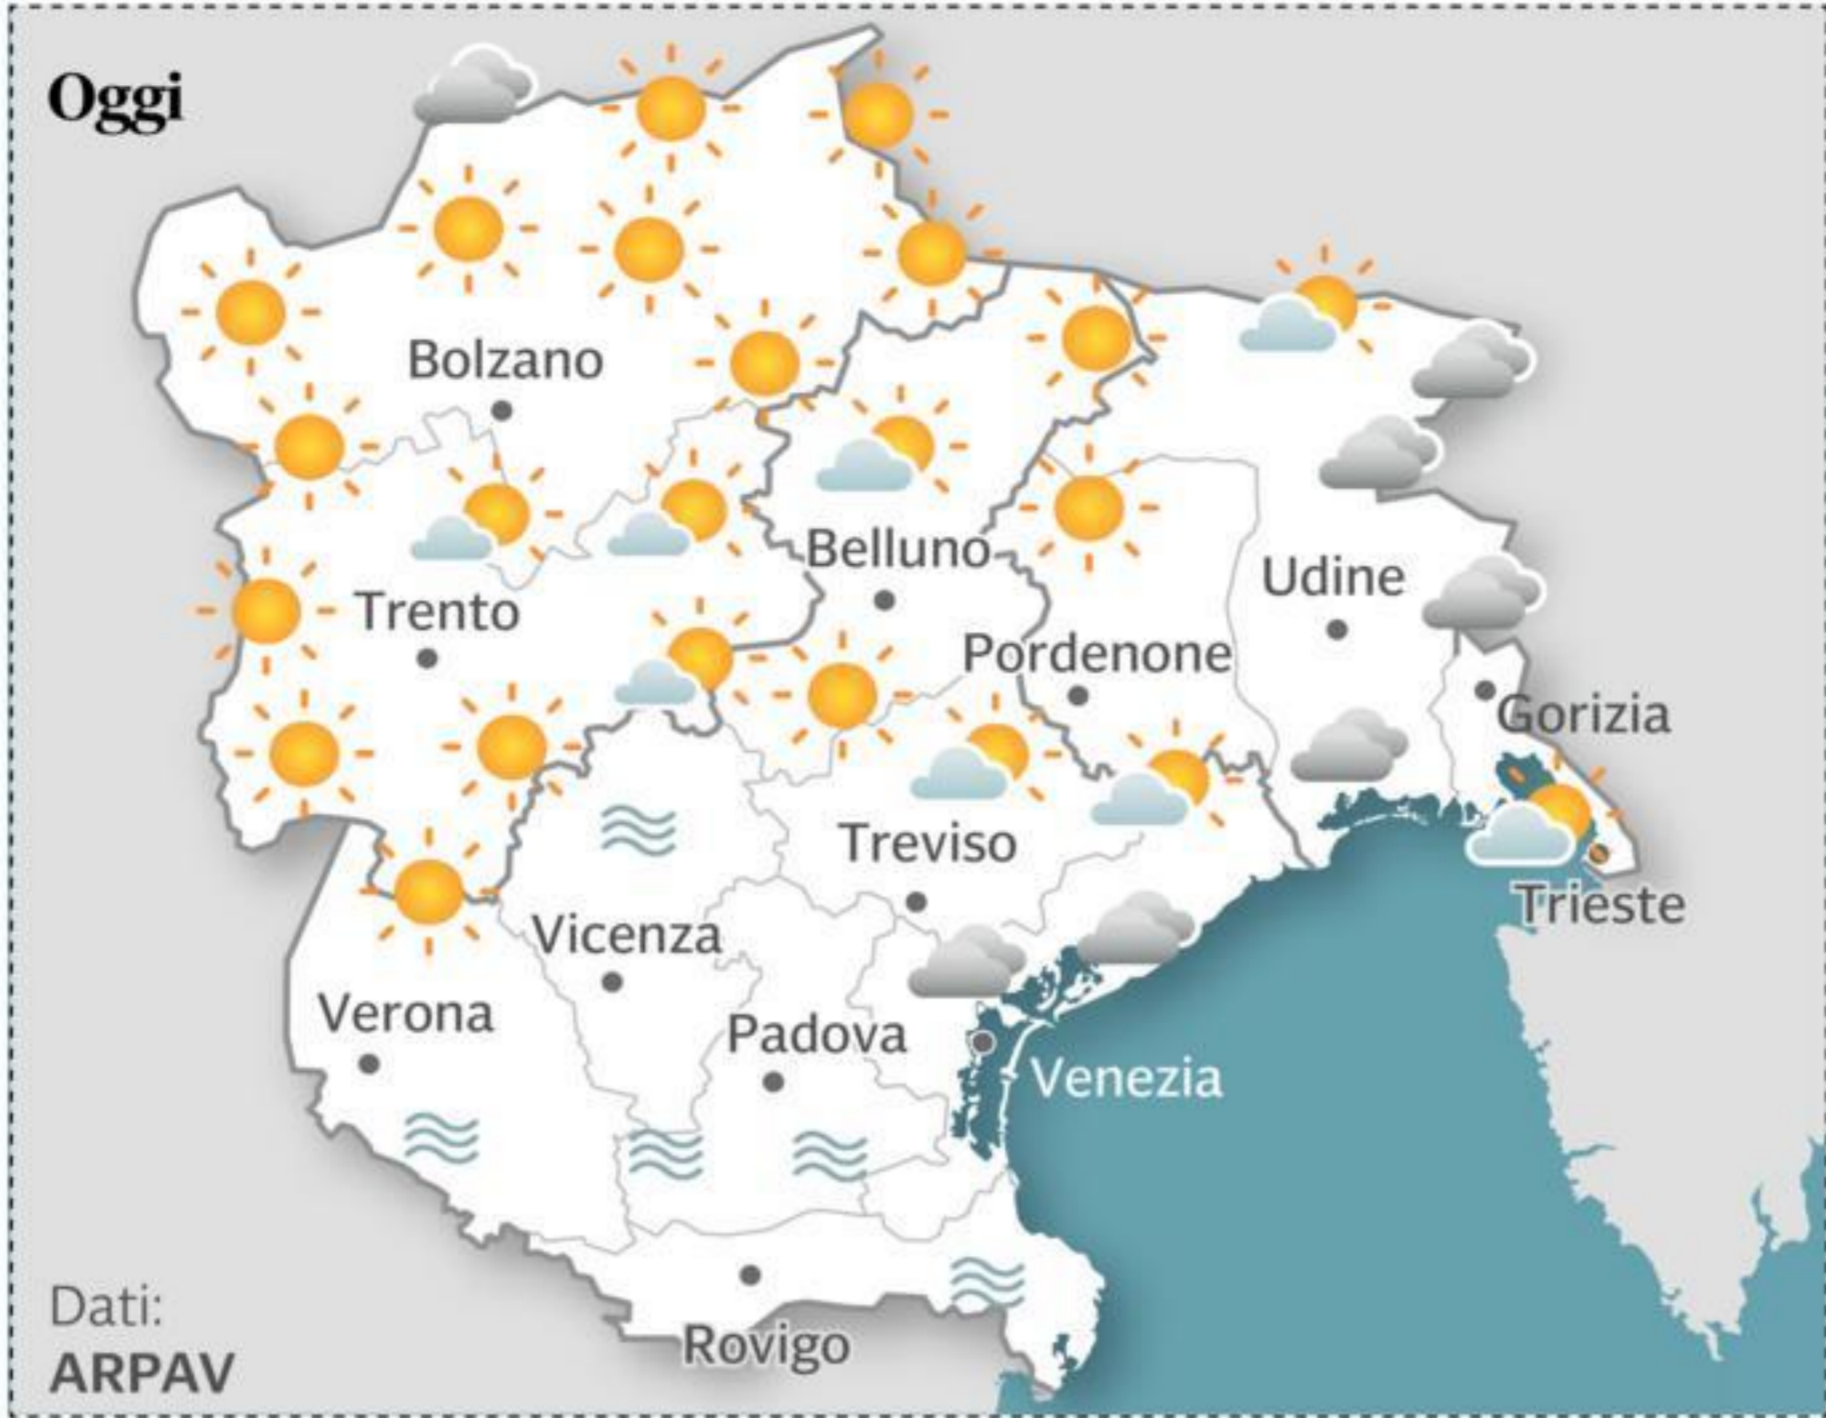 Oggi
Bolzano
Belluno
Udine
Trento
Pordenone
Gorizia
Treviso
Trieste
Vicenza
Verona
Padova
Venezia
Dati:
ARPAV
Rovigo